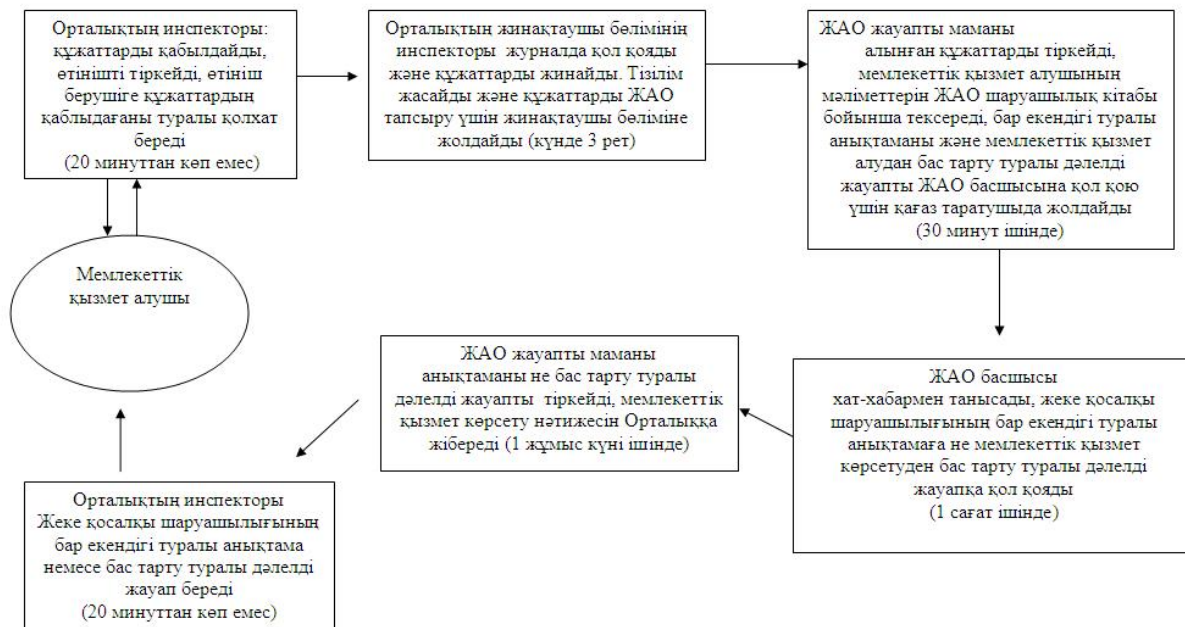 Орталықтың инспекторы:
құжаттарды қабылдайды,
өтінішті тіркейді, өтініш
берушіге құжаттардың
қаблыдағаны туралы қолхат
береді
(20 минуттан көп емес)
Орталықтың жинақтаушы бөлімінің
инспекторы журналда қол қояды
және құжаттарды жинайды. Тізілім
жасайды және құжаттарды ЖАО
тапсыру үшін жинақтаушы бөліміне
жолдайды (күнде 3 рет)
ЖАО жауапты маманы
алынған құжаттарды тіркейді,
мемлекеттік қызмет алушының
мәліметтерін ЖАО шаруашылық кітабы
бойынша тексереді, бар екендігі туралы
анықтаманы және мемлекеттік қызмет
алудан бас тарту туралы дәлелді
жауапты ЖАО басшысына қол қою
үшін қағаз таратушыда жолдайды
(30 минут ішінде)
Мемлекеттік
қызмет алушы
ЖАО жауапты маманы
анықтаманы не бас тарту туралы
дәлелді жауапты тіркейді, мемлекеттік
қызмет көрсету нәтижесін Орталыққа
жібереді (1 жұмыс күні ішінде)
ЖАО басшысы
хат-хабармен танысады, жеке қосалқы
шаруашылығының бар екендігі туралы
анықтамаға не мемлекеттік қызмет
көрсетуден бас тарту туралы дәлелді
жауапқа қол қояды
(1 сағат ішінде)
Орталықтың инспекторы
Жеке қосалқы шаруашылығының
бар екендігі туралы анықтама
немесе бас тарту туралы дәлелді
жауап береді
(20 минуттан көп емес)